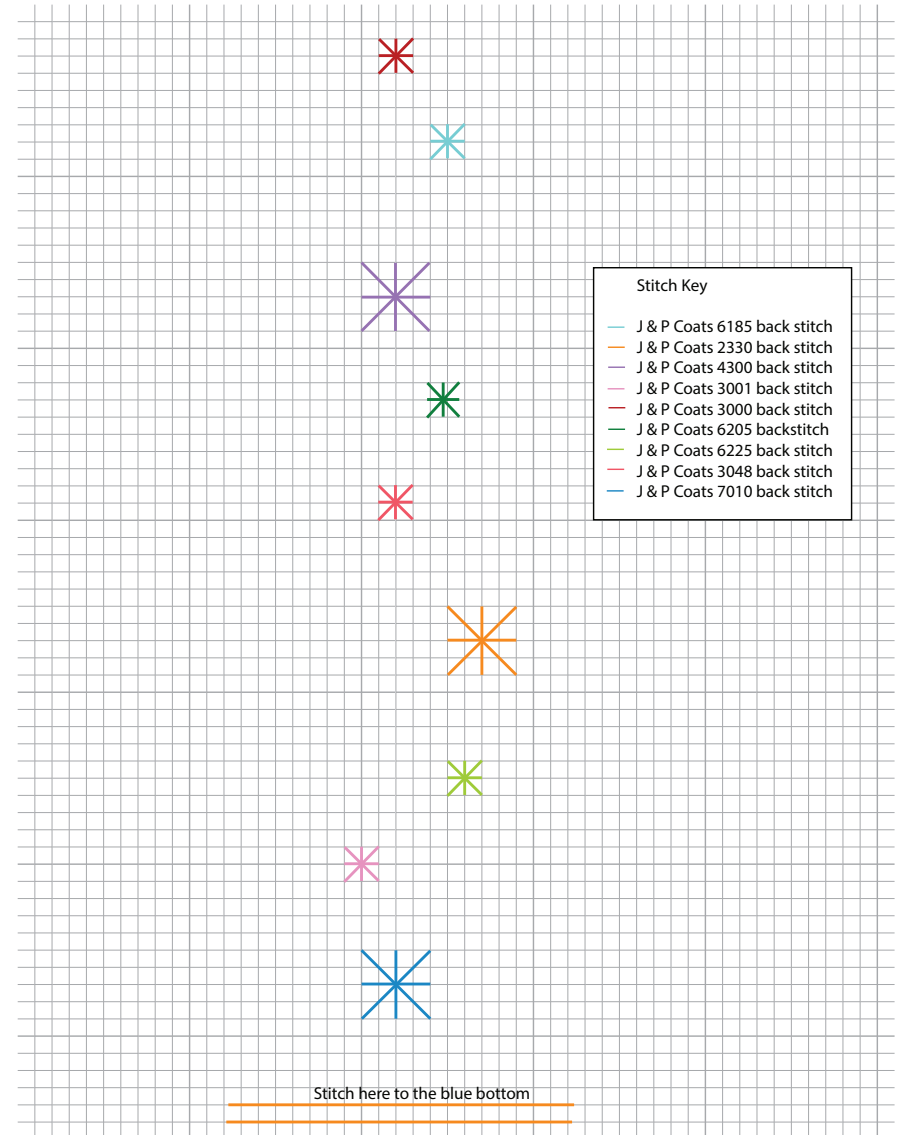 Stitch Key
J & P Coats 6185 back stitch
J & P Coats 2330 back stitch
J & P Coats 4300 back stitch
J & P Coats 3001 back stitch
J & P Coats 3000 back stitch
J & P Coats 6205 backstitch
J & P Coats 6225 back stitch
J & P Coats 3048 back stitch
J & P Coats 7010 back stitch
Stitch here to the blue bottom